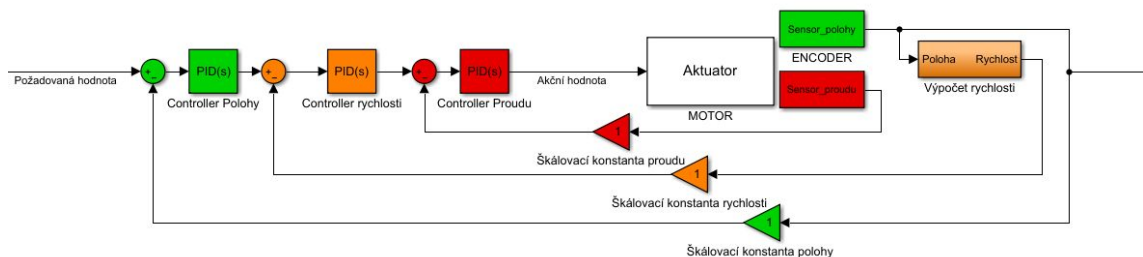 Požadovaná hodnota
+
−
PID(s)
Controller Polohy
+
−
PID(s)
Controller rychlosti
+
−
PID(s)
Controller Proudu
Akční hodnota
Aktuator
MOTOR
Sensor_polohy
ENCODER
Sensor_proudu
Poloha Rychlost
Výpočet rychlosti
1
Škálovací konstanta proudu
1
Škálovací konstanta rychlosti
1
Škálovací konstanta polohy